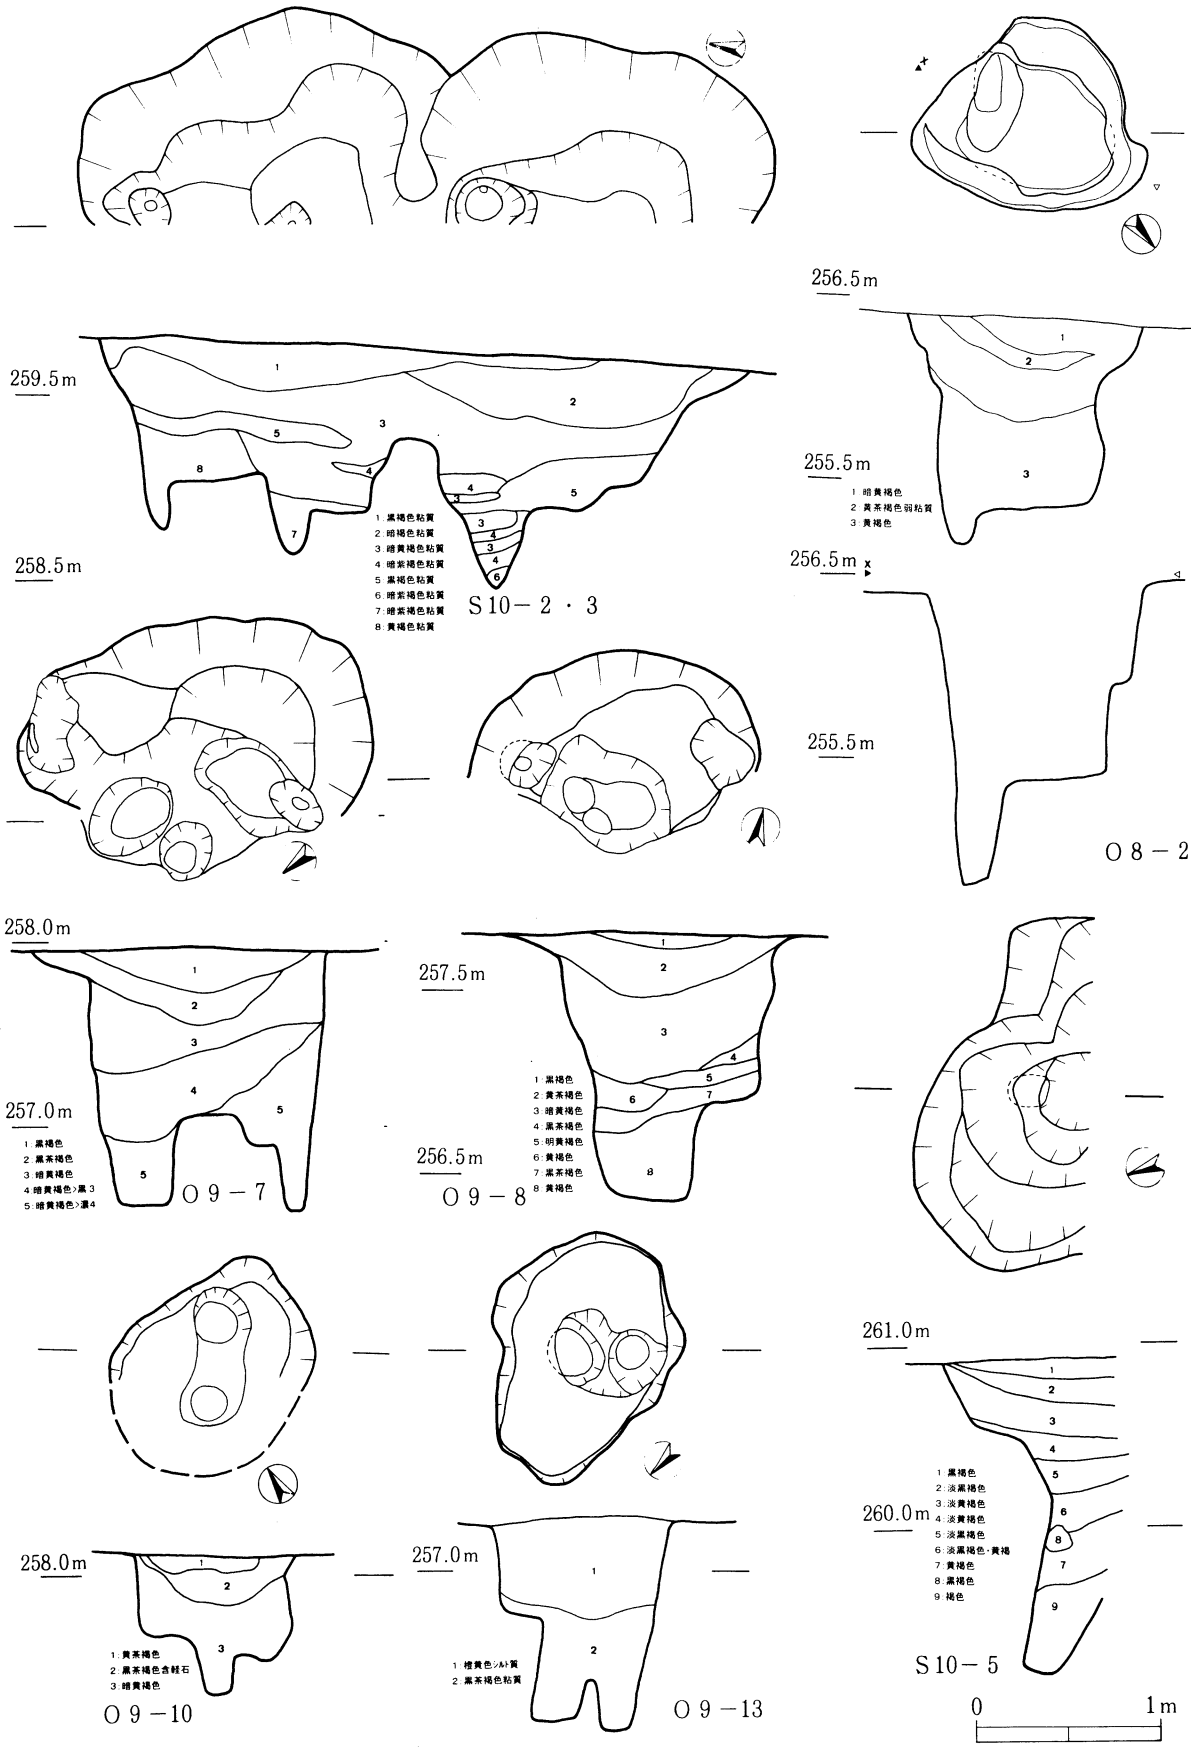 259.5m
258.5m
1
2
3
5
8
4
7
4
3
3
4
3
4
6
5
1:黒褐色粘質
2:暗褐色粘質
3:暗黄褐色粘質
4:暗紫褐色粘質
5:黒褐色粘質
6:暗紫褐色粘質
7:暗紫褐色粘質
8:黄褐色粘質
S10-2・3
x
256.5m
1
2
3
255.5m
1 暗黄褐色
2 黄茶褐色弱粘質
3:黄褐色
256.5m
x
255.5m
O8-2
258.0m
1
2
3
4
5
5
257.0m
1:黒褐色
2 黒茶褐色
3:暗黄褐色
4 暗黄褐色>黒3
5:暗黄褐色>濃4
O9-7
257.5m
1
2
3
4
5
6
7
8
256.5m
1:黒褐色
2:黄茶褐色
3:暗黄褐色
4:黒茶褐色
5:明黄褐色
6:黄褐色
7:黒茶褐色
8:黄褐色
O9-8
258.0m
1
2
3
1:黄茶褐色
2:黒茶褐色含軽石
3:暗黄褐色
O9-10
257.0m
1
2
1:橙黄色シルト質
2:黒茶褐色粘質
O9-13
261.0m
1
2
3
4
5
6
8
7
9
260.0m
1 黒褐色
2:淡黒褐色
3:淡黄褐色
4:淡黄褐色
5:淡黒褐色
6:淡黒褐色・黄褐
7:黄褐色
8:黒褐色
9:褐色
S10-5
0 1m